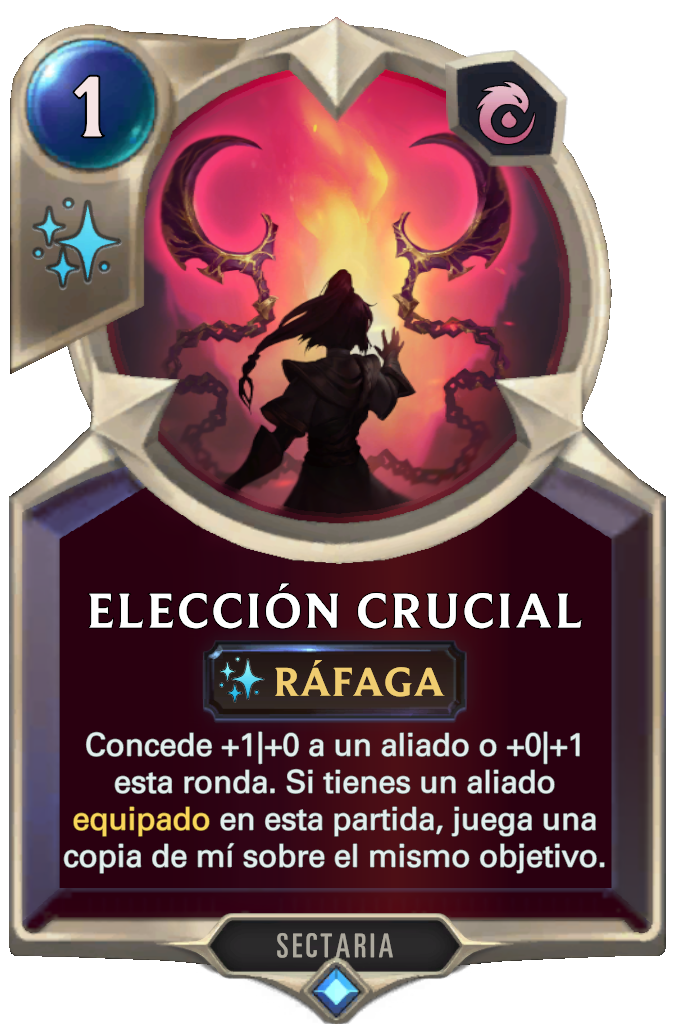 1
ELECCIÓN CRUCIAL
RÁFAGA
Concede +1|+0 a un aliado o +0|+1
esta ronda. Si tienes un aliado
equipado en esta partida, juega una
copia de mí sobre el mismo objetivo.
SECTARIA